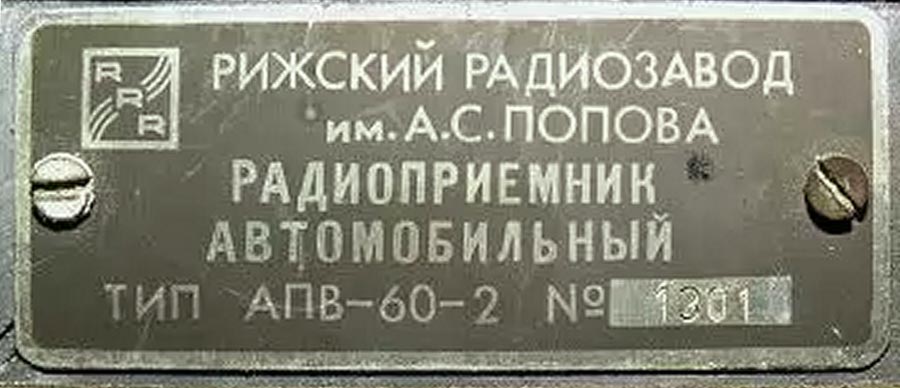 RRR
РИЖСКИЙ РАДИОЗАВОД
им. А.С. ПОПОВА
РАДИОПРИЕМНИК
АВТОМОБИЛЬНЫЙ
ТИП АПВ-60-2 № 1301